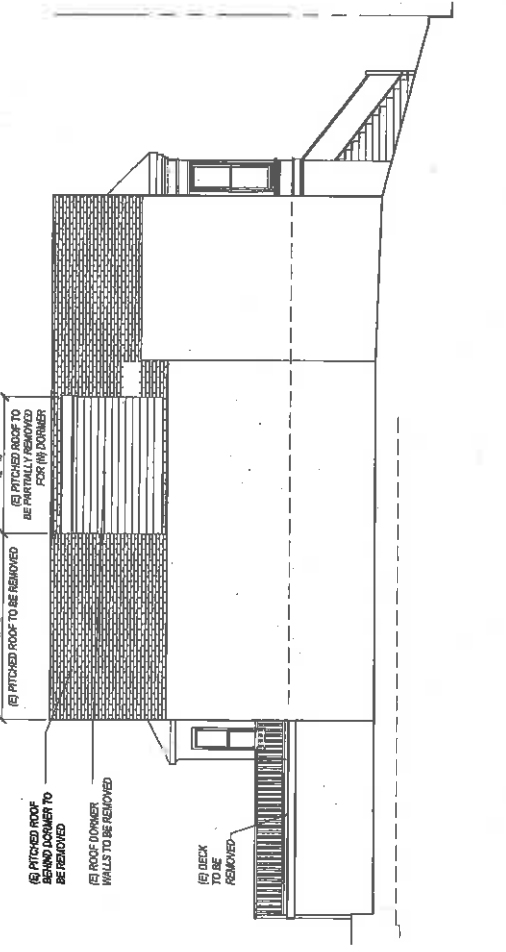 (E) PITCHED ROOF
BEHIND DORMER TO
BE REMOVED
(E) ROOF DORMER
WALLS TO BE REMOVED
(E) DECK
TO BE
REMOVED
(E) PITCHED ROOF TO BE REMOVED
(E) PITCHED ROOF TO
BE PARTIALLY REMOVED
FOR (N) DORMER